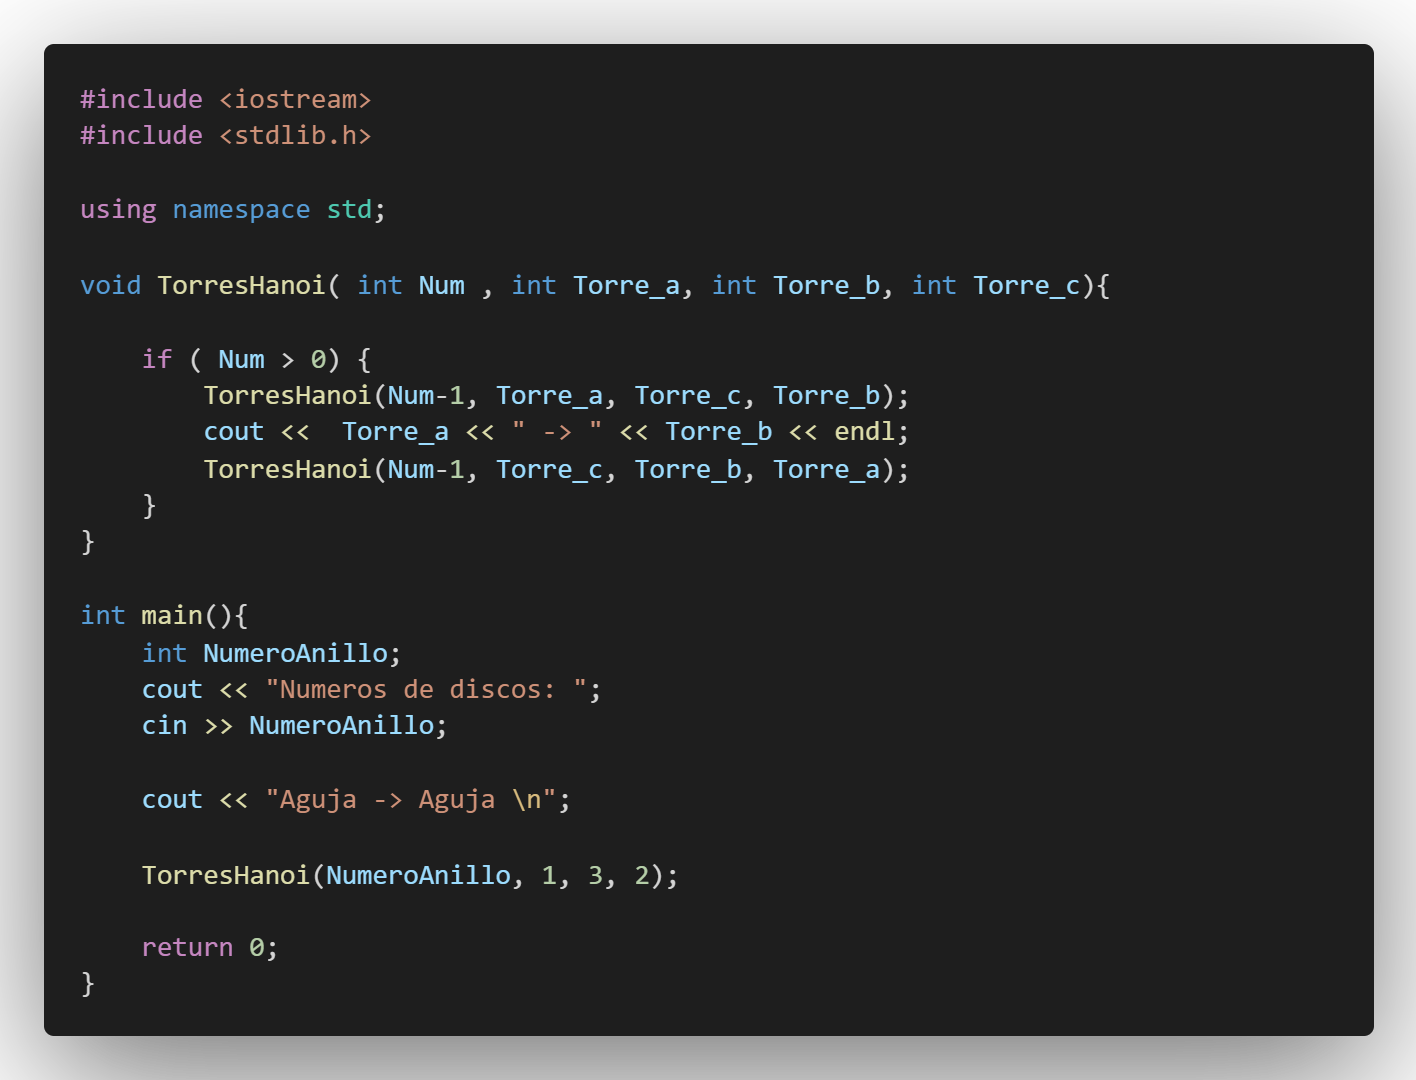 #include <iostream>
#include <stdlib.h>

using namespace std;

void TorresHanoi( int Num , int Torre_a, int Torre_b, int Torre_c){

    if ( Num > 0) {
        TorresHanoi(Num-1, Torre_a, Torre_c, Torre_b);
        cout <<  Torre_a << " -> " << Torre_b << endl;
        TorresHanoi(Num-1, Torre_c, Torre_b, Torre_a);
    }
}

int main(){
    int NumeroAnillo;
    cout << "Numeros de discos: ";
    cin >> NumeroAnillo;

    cout << "Aguja -> Aguja \n";

    TorresHanoi(NumeroAnillo, 1, 3, 2);

    return 0;
}